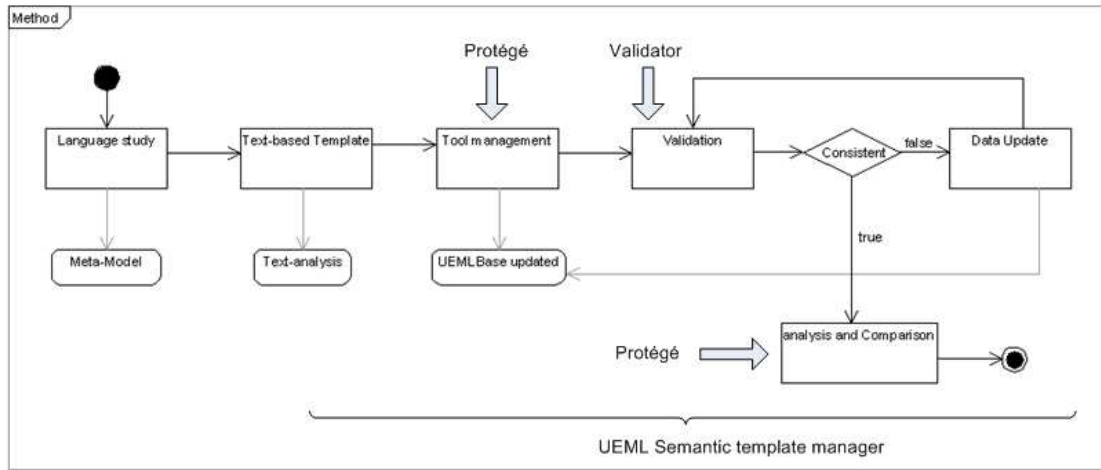 Method
Protégé
Validator
Language study
Text-based Template
Tool management
Validation
Consistent
false
Data Update
true
Meta-Model
Text-analysis
UEMLBase updated
analysis and Comparison
Protégé
UEML Semantic template manager